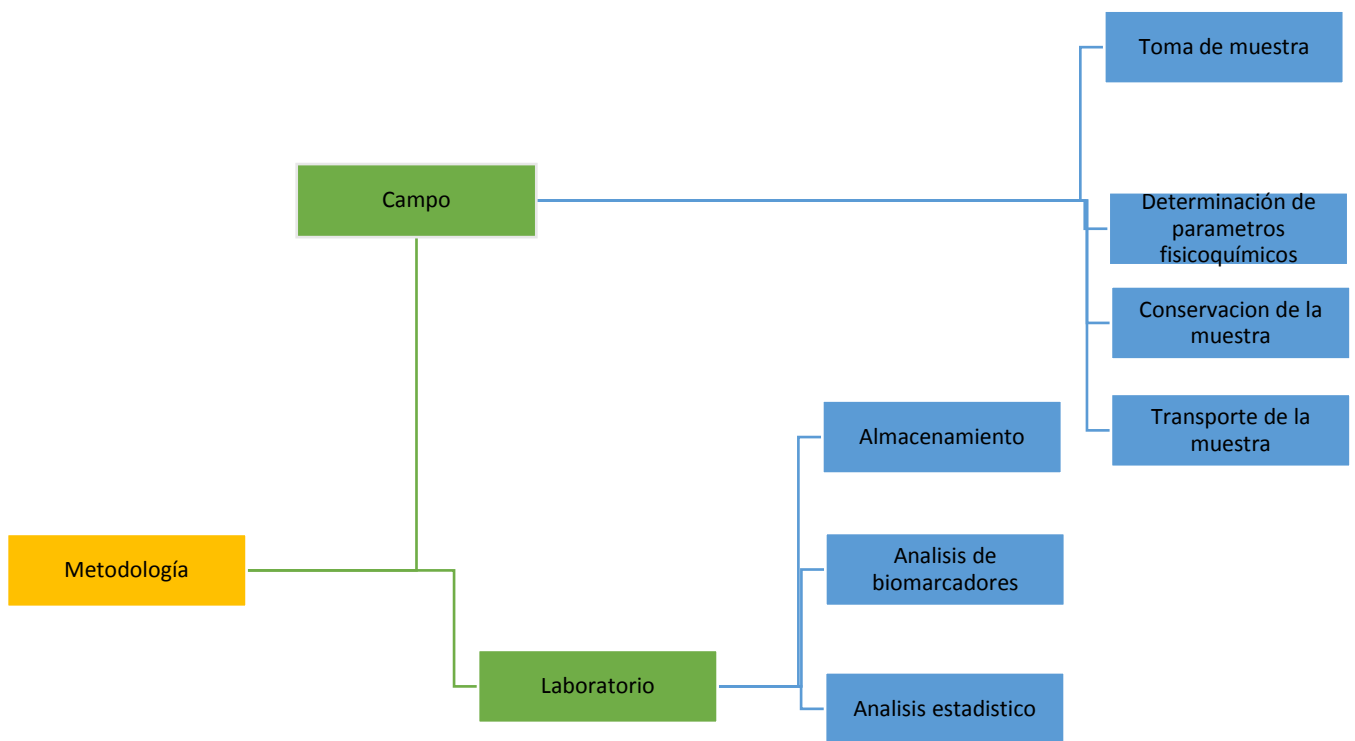 Toma de muestra
Campo
Determinación de
parametros
fisicoquímicos
Conservacion de la
muestra
Transporte de la
muestra
Almacenamiento
Metodología
Analisis de
biomarcadores
Laboratorio
Analisis estadistico